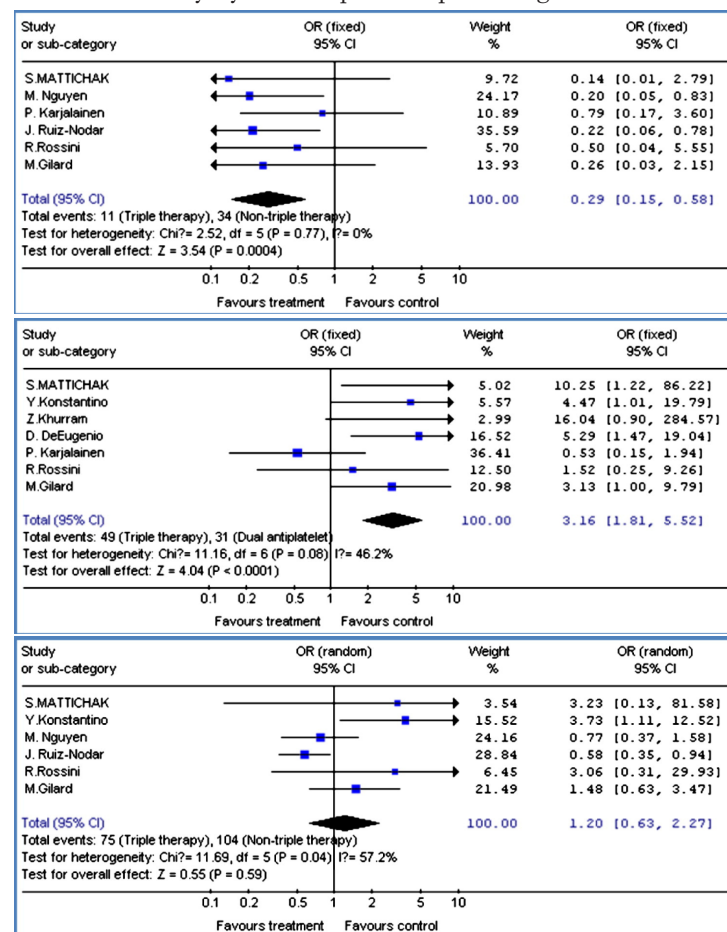 Study OR (fixed) Weight OR (fixed)
or sub-category 95% CI % 95% CI
S.MATTICHAK 9.72 0.14 [0.01, 2.79]
M. Nguyen 24.17 0.20 [0.05, 0.83]
P. Karjalainen 10.89 0.79 [0.17, 3.60]
J. Ruiz-Nodar 35.59 0.22 [0.06, 0.78]
R.Rossini 5.70 0.50 [0.04, 5.55]
M.Gilard 13.93 0.26 [0.03, 2.15]
Total (95% CI) 100.00 0.29 [0.15, 0.58]
Total events: 11 (Triple therapy), 34 (Non-triple therapy)
Test for heterogeneity: Chi?= 2.52, df = 5 (P = 0.77), I?= 0%
Test for overall effect: Z = 3.54 (P = 0.0004)
0.1 0.2 0.5 1 2 5 10
Favours treatment Favours control
Study OR (fixed) Weight OR (fixed)
or sub-category 95% CI % 95% CI
S.MATTICHAK 5.02 10.25 [1.22, 86.22]
Y.Konstantino 5.57 4.47 [1.01, 19.79]
Z.Khurram 2.99 16.04 [0.90, 284.57]
D. DeEugenio 16.52 5.29 [1.47, 19.04]
P. Karjalainen 36.41 0.53 [0.15, 1.94]
R.Rossini 12.50 1.52 [0.25, 9.26]
M.Gilard 20.98 3.13 [1.00, 9.79]
Total (95% CI) 100.00 3.16 [1.81, 5.52]
Total events: 49 (Triple therapy), 31 (Dual antiplatelet)
Test for heterogeneity: Chi?= 11.16, df = 6 (P = 0.08), I?= 46.2%
Test for overall effect: Z = 4.04 (P < 0.0001)
0.1 0.2 0.5 1 2 5 10
Favours treatment Favours control
Study OR (random) Weight OR (random)
or sub-category 95% CI % 95% CI
S.MATTICHAK 3.54 3.23 [0.13, 81.58]
Y.Konstantino 15.52 3.73 [1.11, 12.52]
M. Nguyen 24.16 0.77 [0.37, 1.58]
J. Ruiz-Nodar 28.84 0.58 [0.35, 0.94]
R.Rossini 6.45 3.06 [0.31, 29.93]
M.Gilard 21.49 1.48 [0.63, 3.47]
Total (95% CI) 100.00 1.20 [0.63, 2.27]
Total events: 75 (Triple therapy), 104 (Non-triple therapy)
Test for heterogeneity: Chi?= 11.69, df = 5 (P = 0.04), I?= 57.2%
Test for overall effect: Z = 0.55 (P = 0.59)
0.1 0.2 0.5 1 2 5 10
Favours treatment Favours control